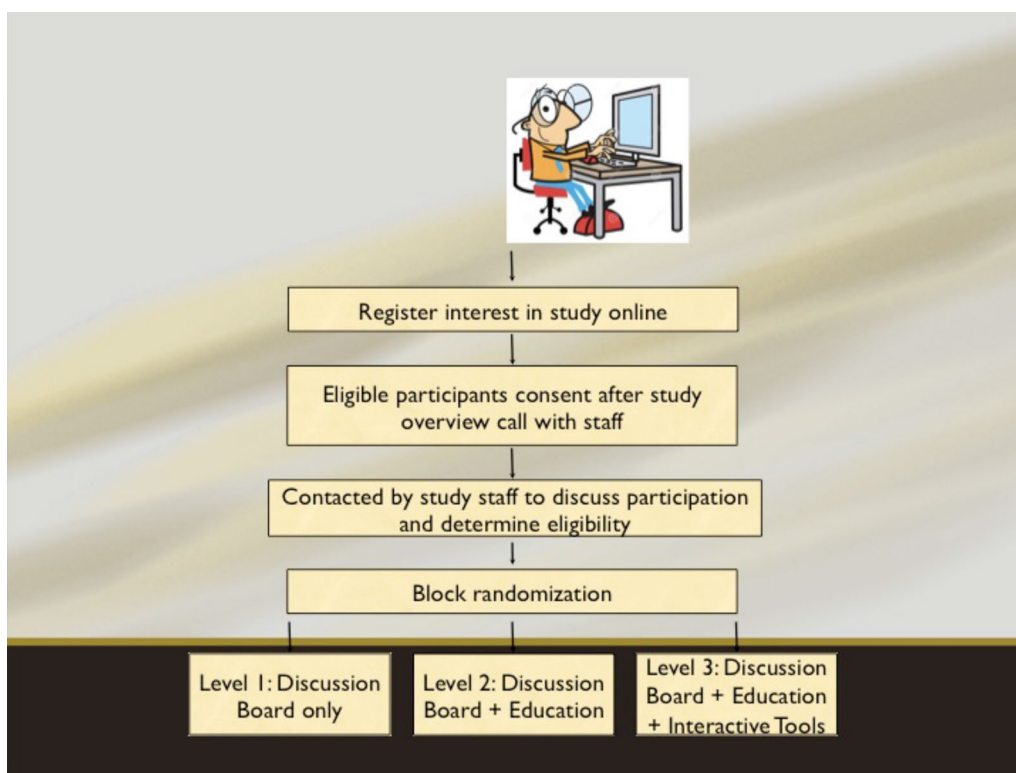 Register interest in study online
Eligible participants consent after study
overview call with staff
Contacted by study staff to discuss participation
and determine eligibility
Block randomization
Level 1: Discussion
Board only
Level 2: Discussion
Board + Education
Level 3: Discussion
Board + Education
+ Interactive Tools